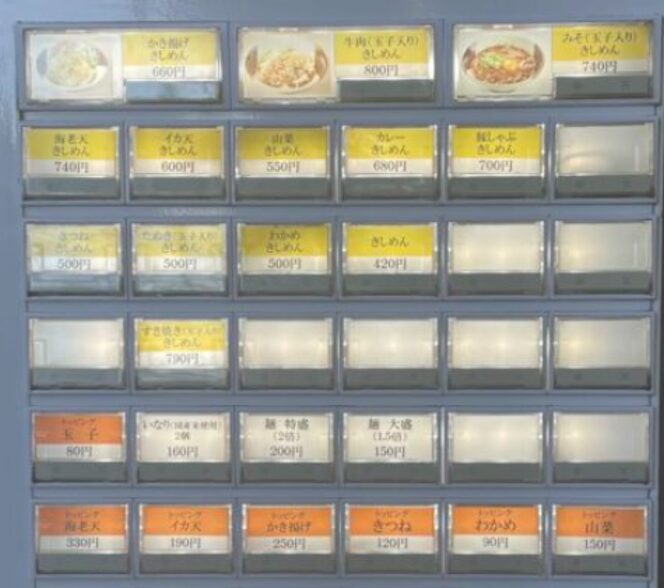 かき揚げ
きしめん
660円
牛肉(玉子入り)
きしめん
800円
みそ(玉子入り)
きしめん
740円
海老天
きしめん
740円
イカ天
きしめん
600円
山菜
きしめん
550円
カレー
きしめん
680円
豚しゃぶ
きしめん
700円
きつね
きしめん
500円
たぬき(玉子入り)
きしめん
500円
わかめ
きしめん
500円
きしめん
420円
すき焼き(玉子入り)
きしめん
790円
トッピング
玉子
80円
いなり(国産米使用)
2個
160円
麺 特盛
(2倍)
200円
麺 大盛
(1.5倍)
150円
トッピング
海老天
330円
トッピング
イカ天
190円
トッピング
かき揚げ
250円
トッピング
きつね
120円
トッピング
わかめ
90円
トッピング
山菜
150円